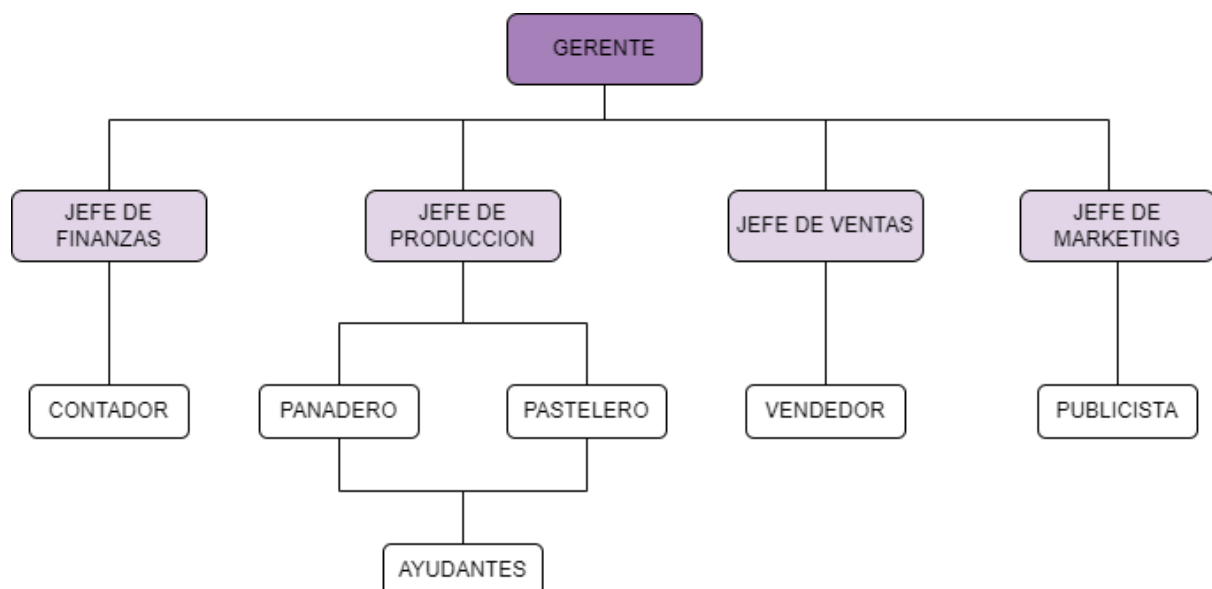 GERENTE
JEFE DE
FINANZAS
JEFE DE
PRODUCCION
JEFE DE VENTAS
JEFE DE
MARKETING
CONTADOR
PANADERO
PASTELERO
VENDEDOR
PUBLICISTA
AYUDANTES